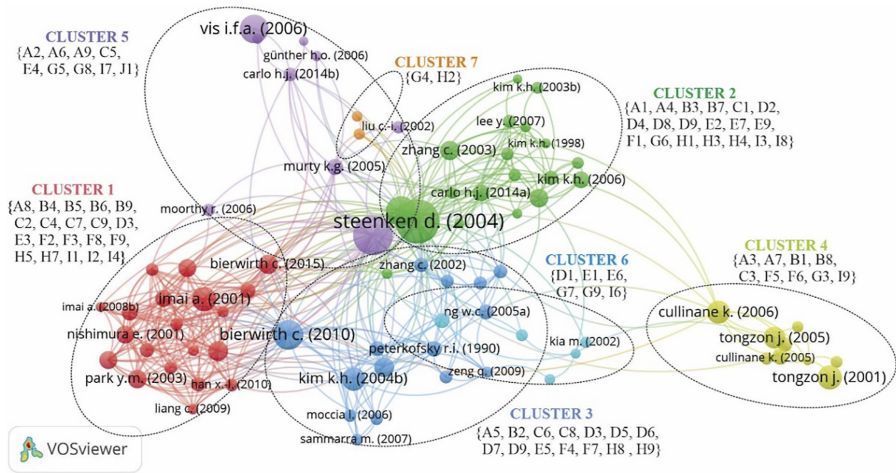 CLUSTER 5
{A2, A6, A9, C5,
E4, G5, G8, I7, J1}
vis i.f.a. (2006)
günther h.o. (2006)
carlo h.j. (2014b)
CLUSTER 7
{G4, H2}
liu c.-i. (2002)
murty k.g. (2005)
moorthy r. (2006)
kim k.h. (2003b)
lee y. (2007)
kim k.h. (1998)
zhang c. (2003)
carlo h.j. (2014a)
kim k.h. (2006)
steenken d. (2004)
CLUSTER 2
{A1, A4, B3, B7, C1, D2,
D4, D8, D9, E2, E7, E9,
F1, G6, H1, H3, H4, I3, I8}
CLUSTER 1
{A8, B4, B5, B6, B9,
C2, C4, C7, C9, D3,
E3, F2, F3, F8, F9,
H5, H7, I1, I2, I4}
bierwirth c. (2015)
imai a. (2008b)
imai a. (2001)
nishimura e. (2001)
park y.m. (2003)
han x.-l. (2010)
liang c. (2009)
bierwirth c. (2010)
zhang c. (2002)
CLUSTER 6
{D1, E1, E6,
G7, G9, I6}
ng w.c. (2005a)
kia m. (2002)
peterkofsky r.i. (1990)
zeng q. (2009)
kim k.h. (2004b)
moccia l. (2006)
sammarra m. (2007)
CLUSTER 4
{A3, A7, B1, B8,
C3, F5, F6, G3, I9}
cullinane k. (2006)
tongzon j. (2005)
cullinane k. (2005)
tongzon j. (2001)
CLUSTER 3
{A5, B2, C6, C8, D3, D5, D6,
D7, D9, E5, F4, F7, H8 , H9}
VOSviewer